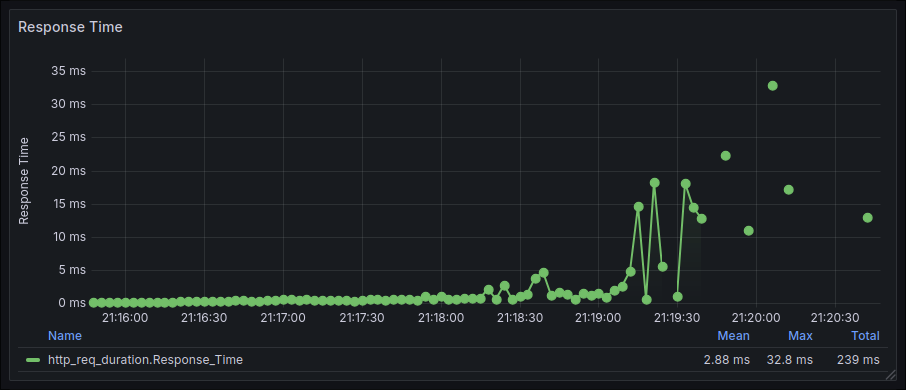 Response Time
35 ms
30 ms
25 ms
20 ms
15 ms
10 ms
5 ms
0 ms
Response Time
21:16:00 21:16:30 21:17:00 21:17:30 21:18:00 21:18:30 21:19:00 21:19:30 21:20:00 21:20:30
Name Mean Max Total
http_req_duration.Response_Time 2.88 ms 32.8 ms 239 ms